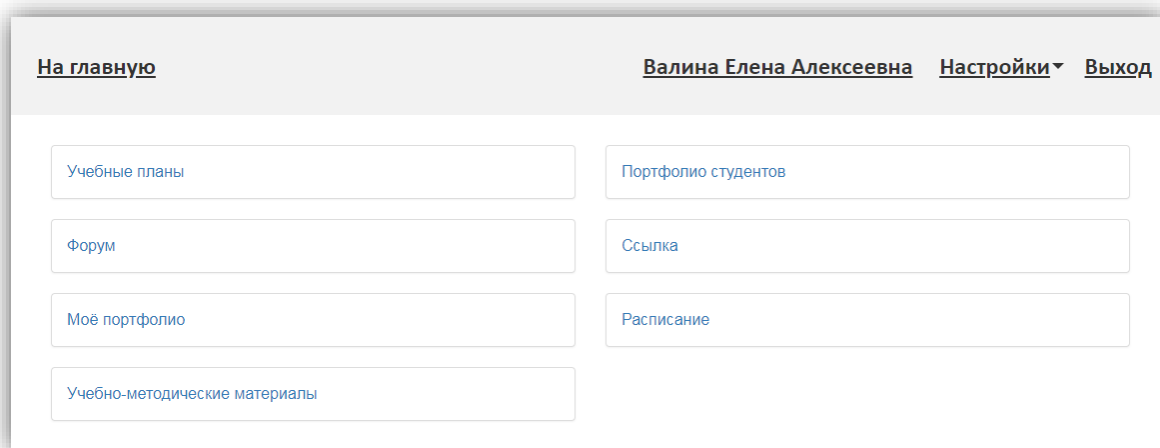 На главную Валина Елена Алексеевна Настройки Выход
Учебные планы
Портфолио студентов
Форум
Ссылка
Моё портфолио
Расписание
Учебно-методические материалы